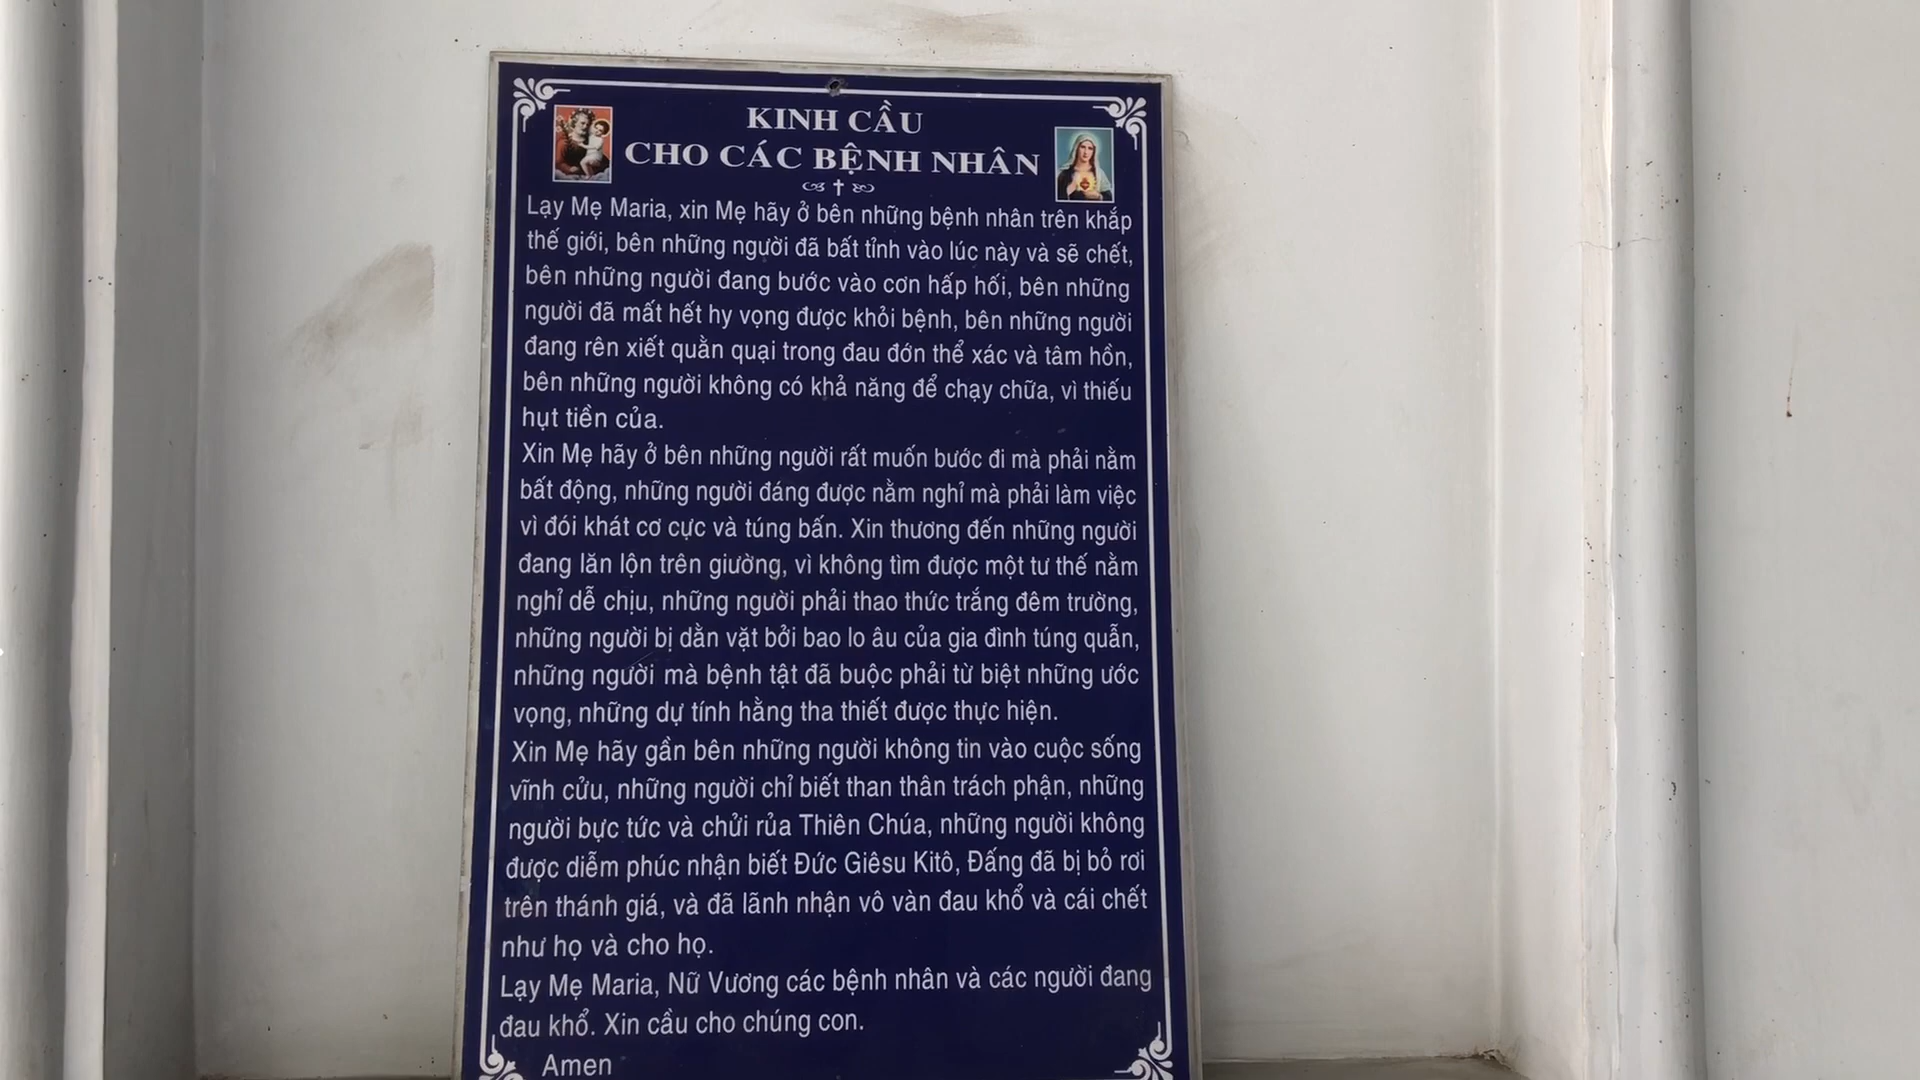 KINH CẦU
CHO CÁC BỆNH NHÂN
Lạy Mẹ Maria, xin Mẹ hãy ở bên những bệnh nhân trên khắp
thế giới, bên những người đã bất tỉnh vào lúc này và sẽ chết,
bên những người đang bước vào cơn hấp hối, bên những
người đã mất hết hy vọng được khỏi bệnh, bên những người
đang rên xiết quằn quại trong đau đớn thể xác và tâm hồn,
bên những người không có khả năng để chạy chữa, vì thiếu
hụt tiền của.
Xin Mẹ hãy ở bên những người rất muốn bước đi mà phải nằm
bất động, những người đáng được nằm nghỉ mà phải làm việc
vì đói khát cơ cực và túng bấn. Xin thương đến những người
đang lăn lộn trên giường, vì không tìm được một tư thế nằm
nghỉ dễ chịu, những người phải thao thức trắng đêm trường,
những người bị dằn vặt bởi bao lo âu của gia đình túng quẫn,
những người mà bệnh tật đã buộc phải từ biệt những ước
vọng, những dự tính hằng tha thiết được thực hiện.
Xin Mẹ hãy gần bên những người không tin vào cuộc sống
vĩnh cửu, những người chỉ biết than thân trách phận, những
người bực tức và chửi rủa Thiên Chúa, những người không
được diễm phúc nhận biết Đức Giêsu Kitô, Đấng đã bị bỏ rơi
trên thánh giá, và đã lãnh nhận vô vàn đau khổ và cái chết
như họ và cho họ.
Lạy Mẹ Maria, Nữ Vương các bệnh nhân và các người đang
đau khổ. Xin cầu cho chúng con.
Amen